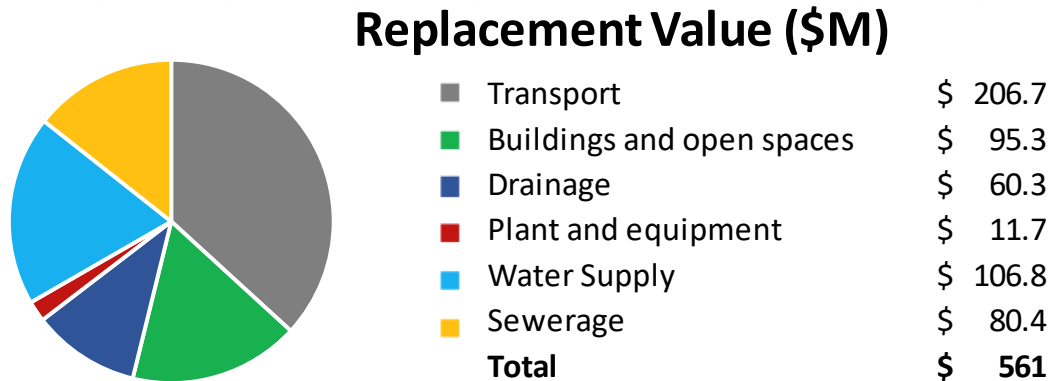 Replacement Value ($M)
Transport $ 206.7
Buildings and open spaces $ 95.3
Drainage $ 60.3
Plant and equipment $ 11.7
Water Supply $ 106.8
Sewerage $ 80.4
Total $ 561